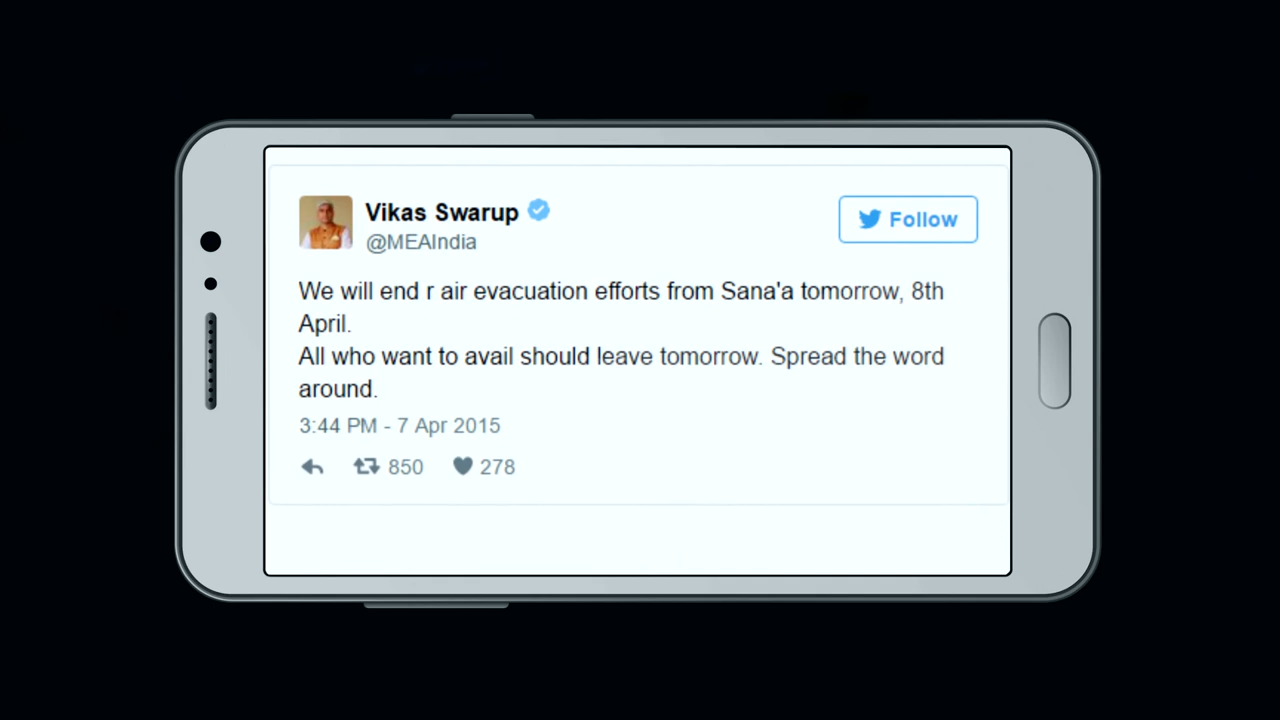 Vikas Swarup
@MEAIndia
Follow
We will end r air evacuation efforts from Sana'a tomorrow, 8th
April.
All who want to avail should leave tomorrow. Spread the word
around.
3:44 PM - 7 Apr 2015
850 278